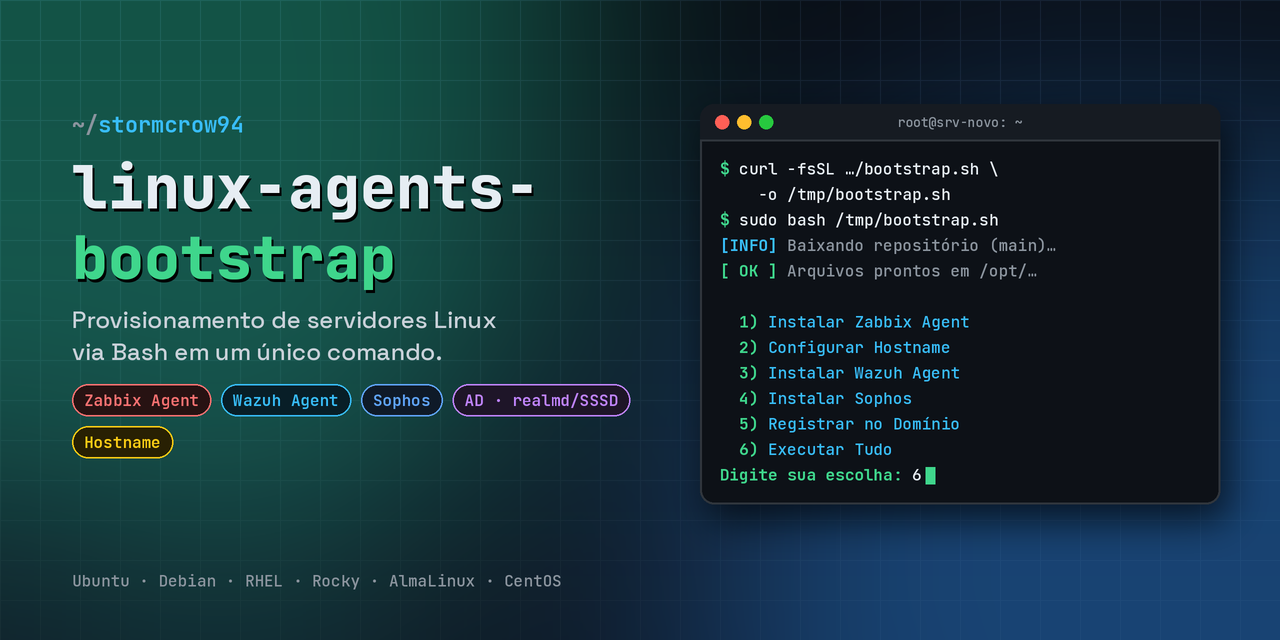 ~/stormcrow94
linux-agents-
bootstrap
Provisionamento de servidores Linux
via Bash em um único comando.
Zabbix Agent
Wazuh Agent
Sophos
AD · realmd/SSSD
Hostname
Ubuntu · Debian · RHEL · Rocky · AlmaLinux · CentOS
root@srv-novo: ~
$ curl -fsSL …/bootstrap.sh \
-o /tmp/bootstrap.sh
$ sudo bash /tmp/bootstrap.sh
[INFO] Baixando repositório (main)…
[ OK ] Arquivos prontos em /opt/…
1) Instalar Zabbix Agent
2) Configurar Hostname
3) Instalar Wazuh Agent
4) Instalar Sophos
5) Registrar no Domínio
6) Executar Tudo
Digite sua escolha: 6